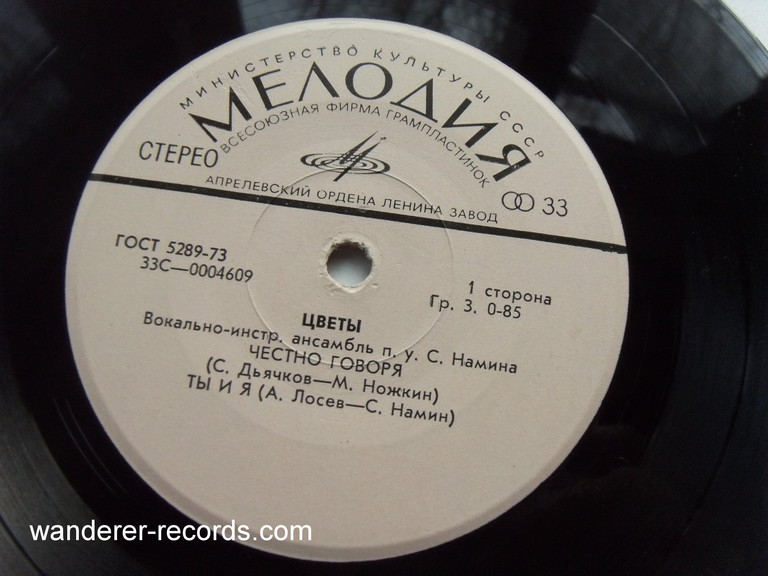 МИНИСТЕРСТВО КУЛЬТУРЫ СССР
МЕЛОДИЯ
ВСЕСОЮЗНАЯ ФИРМА ГРАМПЛАСТИНОК
СТЕРЕО
33
АПРЕЛЕВСКИЙ ОРДЕНА ЛЕНИНА ЗАВОД
ГОСТ 5289-73
33С—0004609
1 сторона
Гр. 3. 0-85
ЦВЕТЫ
Вокально-инстр. ансамбль п. у. С. Намина
ЧЕСТНО ГОВОРЯ
(С. Дьячков—М. Ножкин)
ТЫ И Я (А. Лосев—С. Намин)
wanderer-records.com